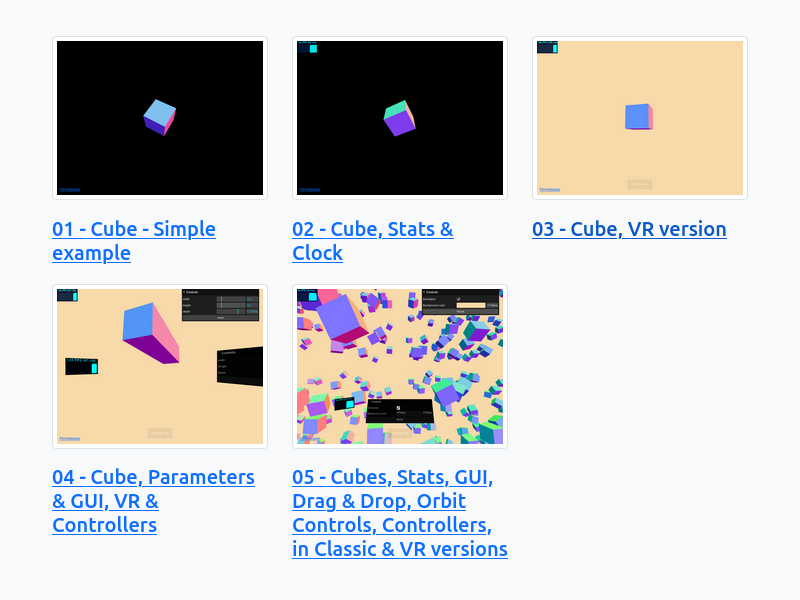 01 - Cube - Simple
example
02 - Cube, Stats &
Clock
03 - Cube, VR version
04 - Cube, Parameters
& GUI, VR &
Controllers
05 - Cubes, Stats, GUI,
Drag & Drop, Orbit
Controls, Controllers,
in Classic & VR versions